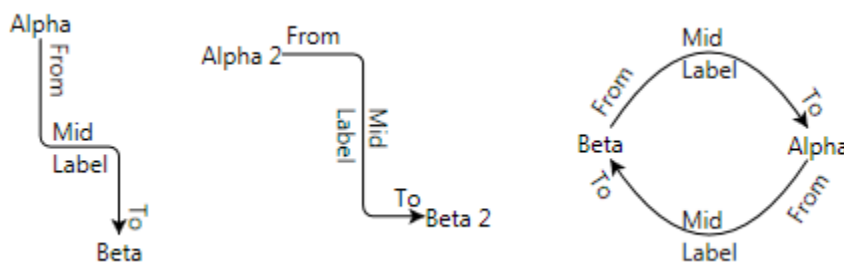 Alpha
From
Mid
Label
To
Beta
From
Alpha 2
Mid
Label
To
Beta 2
Mid
Label
From
To
Beta
Alpha
To
From
Mid
Label